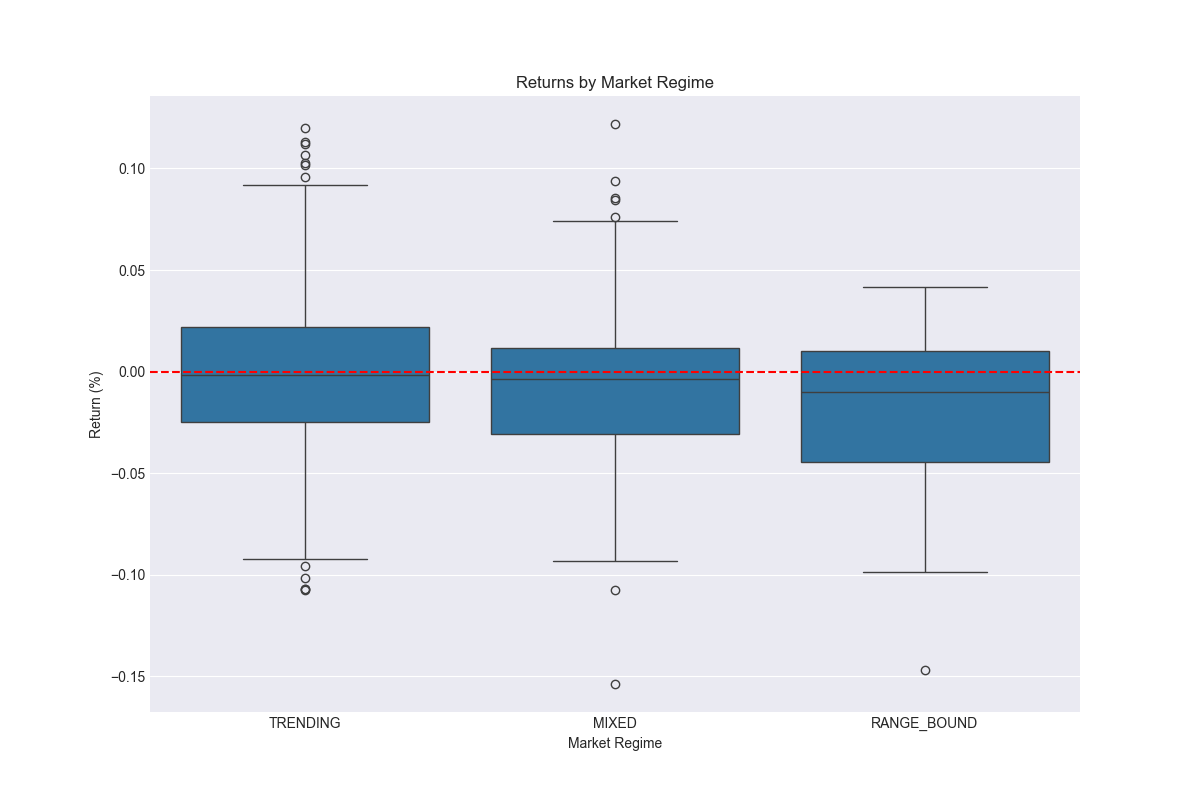 Returns by Market Regime
Return (%)
0.10
0.05
0.00
−0.05
−0.10
−0.15
TRENDING
MIXED
RANGE_BOUND
Market Regime